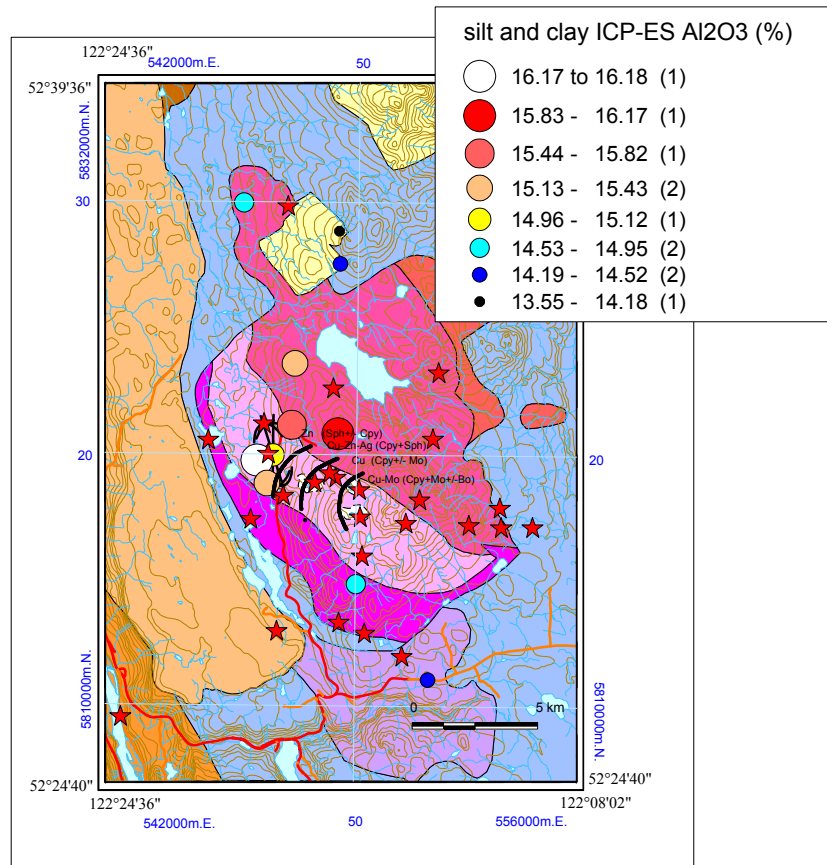 silt and clay ICP-ES Al2O3 (%)
16.17 to 16.18 (1)
15.83 - 16.17 (1)
15.44 - 15.82 (1)
15.13 - 15.43 (2)
14.96 - 15.12 (1)
14.53 - 14.95 (2)
14.19 - 14.52 (2)
13.55 - 14.18 (1)
122°24'36"
542000m.E.
50
52°39'36"
5832000m.N.
30
Zn (Sph+/- Cpy)
Cu-Zn-Ag (Cpy+Sph)
Cu (Cpy+/- Mo)
Cu-Mo (Cpy+Mo+/-Bo)
20
20
5810000m.N.
0
5 km
5810000m.N.
52°24'40"
52°24'40"
122°24'36"
122°08'02"
542000m.E.
50
556000m.E.